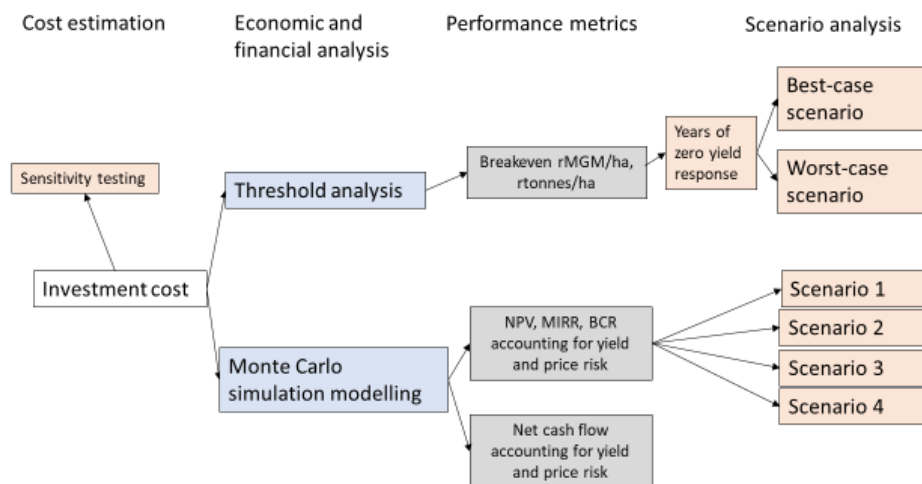 Cost estimation
Economic and
financial analysis
Performance metrics
Scenario analysis
Best-case
scenario
Years of
zero yield
response
Breakeven rMGM/ha,
rtonnes/ha
Worst-case
scenario
Sensitivity testing
Threshold analysis
Investment cost
Scenario 1
NPV, MIRR, BCR
accounting for yield
and price risk
Scenario 2
Scenario 3
Monte Carlo
simulation modelling
Scenario 4
Net cash flow
accounting for yield
and price risk